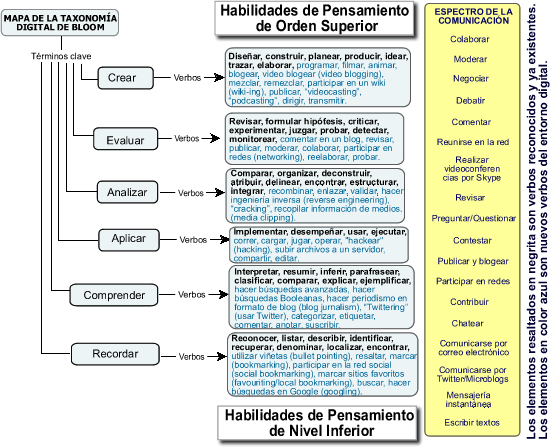 MAPA DE LA TAXONOMÍA
DIGITAL DE BLOOM
Términos clave
Habilidades de Pensamiento
de Orden Superior
Crear
Verbos
Diseñar, construir, planear, producir, idear,
trazar, elaborar, programar, filmar, animar,
blogear, video blogear (video blogging),
mezclar, remezclar, participar en un wiki
(wiki-ing), publicar, "videocasting",
"podcasting", dirigir, transmitir.
Evaluar
Verbos
Revisar, formular hipótesis, criticar,
experimentar, juzgar, probar, detectar,
monitorear, comentar en un blog, revisar,
publicar, moderar, colaborar, participar en
redes (networking), reelaborar, probar.
Analizar
Verbos
Comparar, organizar, deconstruir,
atribuir, delinear, encontrar, estructurar,
integrar, recombinar, enlazar, validar, hacer
ingeniería inversa (reverse engineering),
"cracking", recopilar información de medios.
(media clipping).
Aplicar
Verbos
Implementar, desempeñar, usar, ejecutar,
correr, cargar, jugar, operar, "hackear"
(hacking), subir archivos a un servidor,
compartir, editar.
Comprender
Verbos
Interpretar, resumir, inferir, parafrasear,
clasificar, comparar, explicar, ejemplificar,
hacer búsquedas avanzadas, hacer
búsquedas Booleanas, hacer periodismo en
formato de blog (blog jounalism), "Twittering"
(usar Twitter), categorizar, etiquetar,
comentar, anotar, suscribir.
Recordar
Verbos
Reconocer, listar, describir, identificar,
recuperar, denominar, localizar, encontrar,
utilizar viñetas (bullet pointing), resaltar, marcar
(bookmarking), participar en la red social
(social bookmarking), marcar sitios favoritos
(favouriting/local bookmarking), buscar, hacer
búsquedas en Google (googling).
Habilidades de Pensamiento
de Nivel Inferior
ESPECTRO DE LA
COMUNICACIÓN
Colaborar
Moderar
Negociar
Debatir
Comentar
Reunirse en la red
Realizar
videoconferen
cias por Skype
Revisar
Preguntar/Questionar
Contestar
Publicar y blogear
Participar en redes
Contribuir
Chatear
Comunicarse por
correo electrónico
Comunicarse por
Twitter/Microblogs
Mensajería
instantánea
Escribir textos
Los elementos resaltados en negrita son verbos reconocidos y ya existentes.
Los elementos en color azul son nuevos verbos del entorno digital.